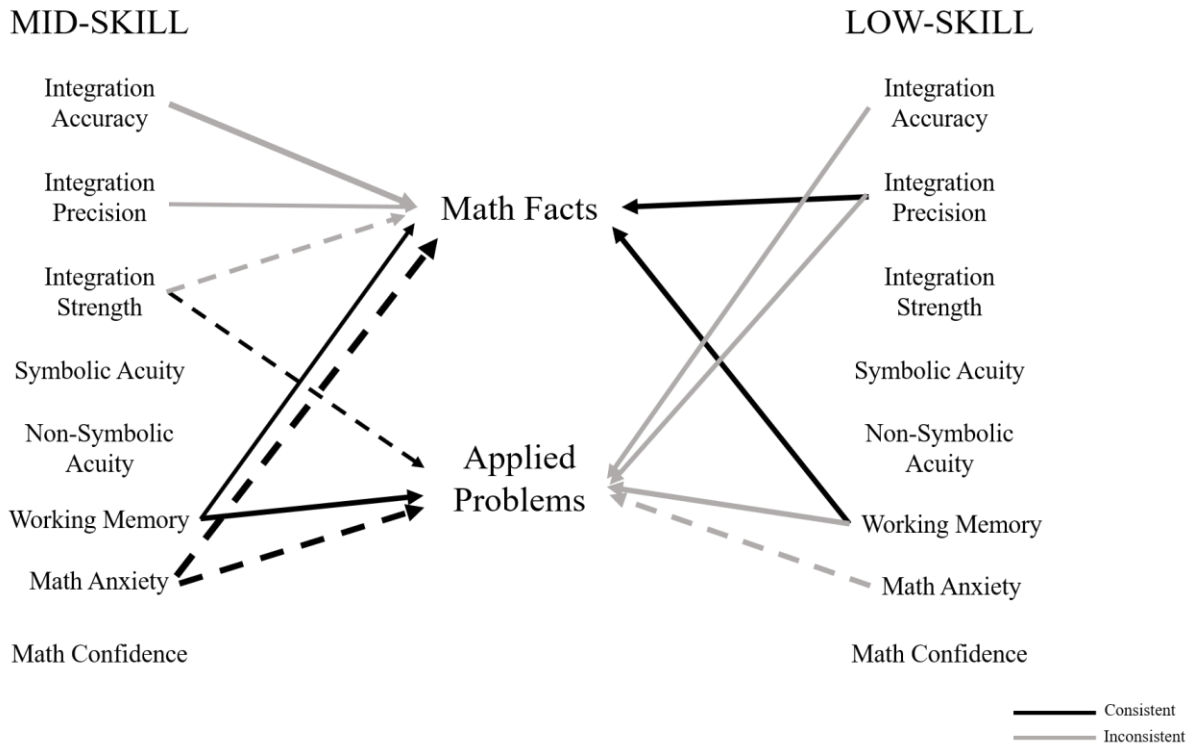 MID-SKILL
Integration
Accuracy
Integration
Precision
Integration
Strength
Symbolic Acuity
Non-Symbolic
Acuity
Working Memory
Math Anxiety
Math Confidence
Math Facts
Applied
Problems
LOW-SKILL
Integration
Accuracy
Integration
Precision
Integration
Strength
Symbolic Acuity
Non-Symbolic
Acuity
Working Memory
Math Anxiety
Math Confidence
Consistent
Inconsistent